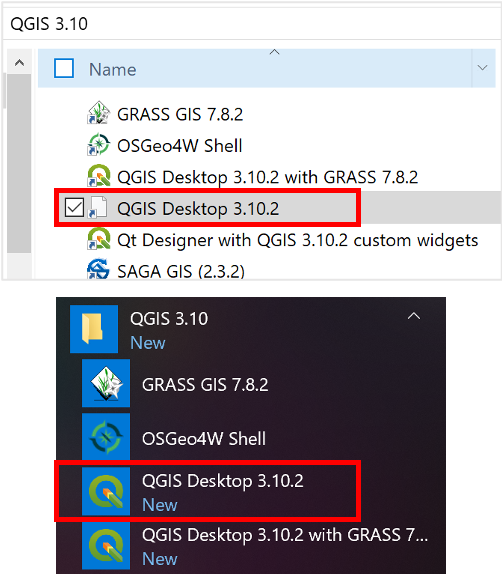 QGIS 3.10
Name
GRASS GIS 7.8.2
OSGeo4W Shell
QGIS Desktop 3.10.2 with GRASS 7.8.2
QGIS Desktop 3.10.2
Qt Designer with QGIS 3.10.2 custom widgets
SAGA GIS (2.3.2)
QGIS 3.10
New
GRASS GIS 7.8.2
OSGeo4W Shell
QGIS Desktop 3.10.2
New
QGIS Desktop 3.10.2 with GRASS 7...
New